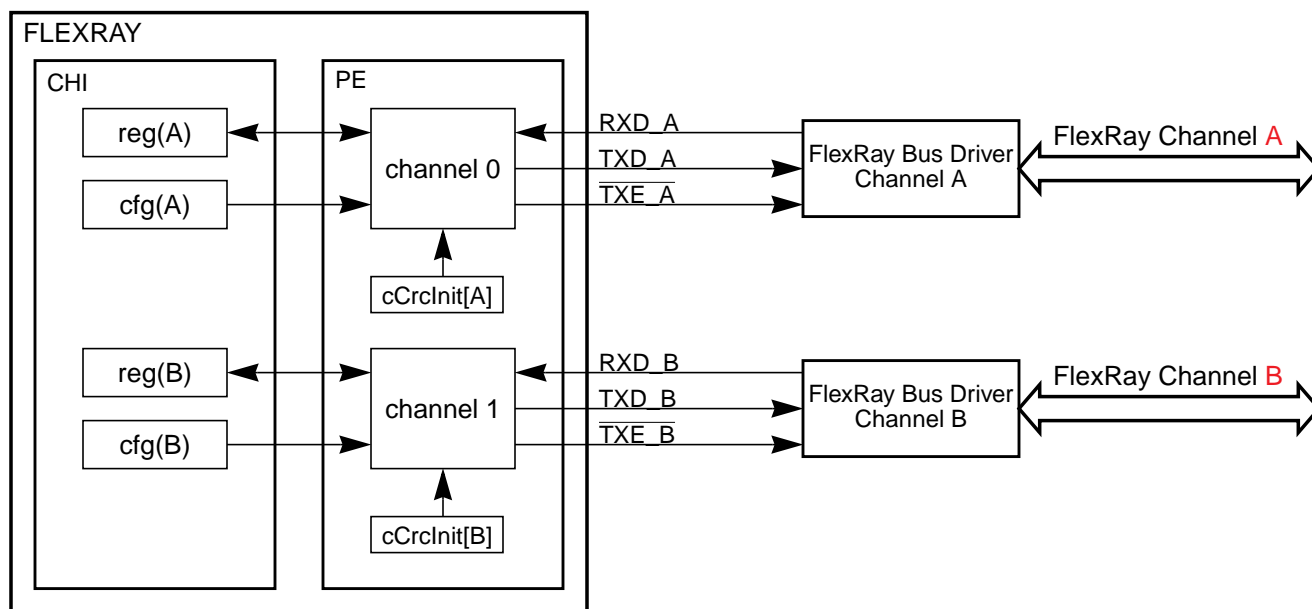 FLEXRAY
CHI
PE
reg(A)
cfg(A)
channel 0
cCrcInit[A]
RXD_A
TXD_A
TXE_A
FlexRay Bus Driver
Channel A
FlexRay Channel A
reg(B)
cfg(B)
channel 1
cCrcInit[B]
RXD_B
TXD_B
TXE_B
FlexRay Bus Driver
Channel B
FlexRay Channel B